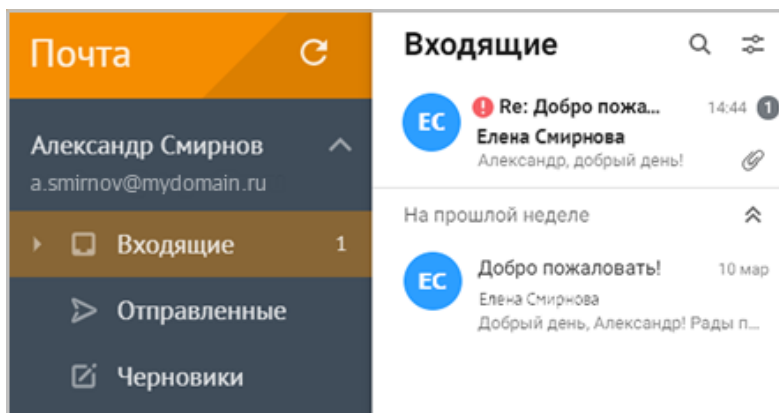 Почта
Александр Смирнов
a.smirnov@mydomain.ru
Входящие 1
Отправленные
Черновики
Входящие
EC Re: Добро пожа... 14:44 1
Елена Смирнова
Александр, добрый день!
На прошлой неделе
EC Добро пожаловать! 10 мар
Елена Смирнова
Добрый день, Александр! Рады п...